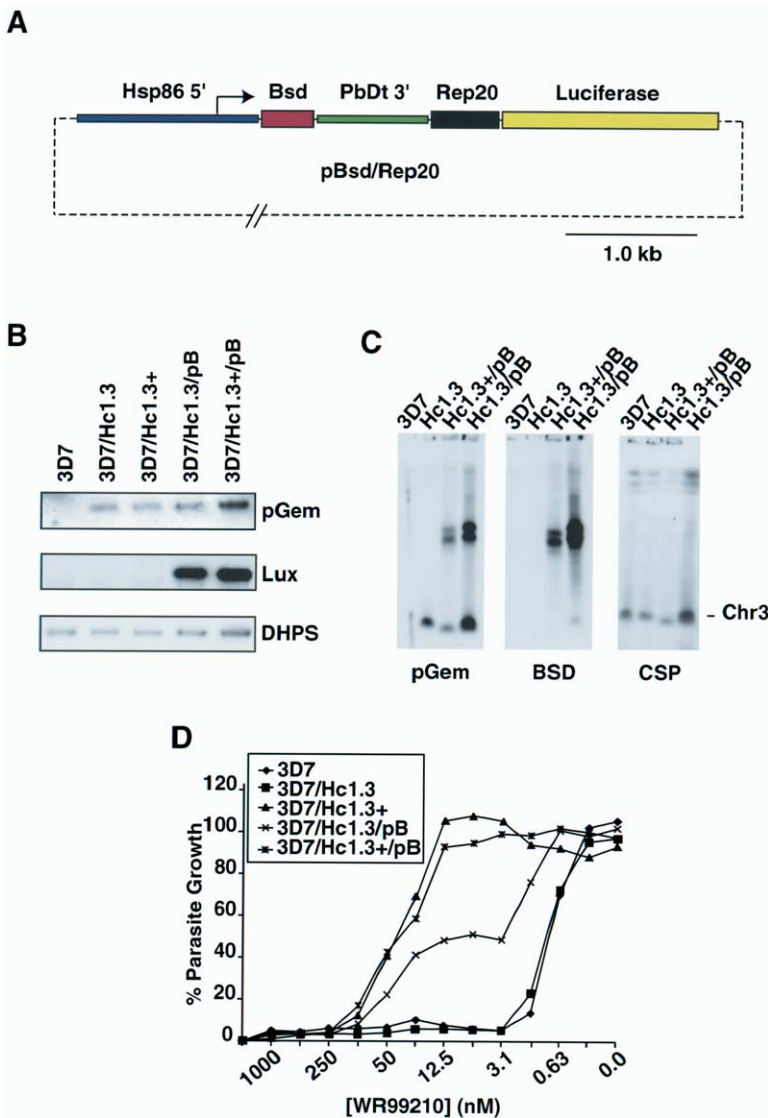 A
Hsp86 5' Bsd PbDt 3' Rep20 Luciferase
pBsd/Rep20
1.0 kb
B
3D7
3D7/Hc1.3
3D7/Hc1.3+
3D7/Hc1.3/pB
3D7/Hc1.3+/pB
pGem
Lux
DHPS
C
3D7
Hc1.3
Hc1.3+/pB
Hc1.3/pB
3D7
Hc1.3
Hc1.3+/pB
Hc1.3/pB
3D7
Hc1.3
Hc1.3+/pB
Hc1.3/pB
- Chr3
pGem BSD CSP
D
3D7
3D7/Hc1.3
3D7/Hc1.3+
3D7/Hc1.3/pB
3D7/Hc1.3+/pB
% Parasite Growth
120
100
80
60
40
20
0
1000 250 50 12.5 3.1 0.63 0.0
[WR99210] (nM)